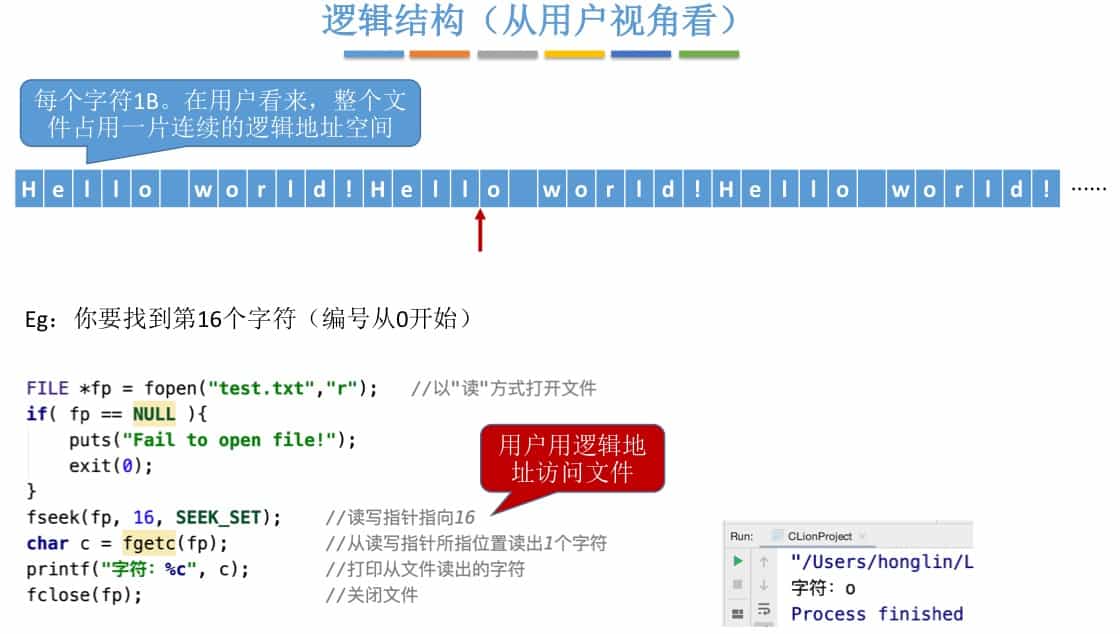 逻辑结构（从用户视角看）
每个字符1B。在用户看来，整个文
件占用一片连续的逻辑地址空间
Hello world!Hello world!Hello world! ······
Eg：你要找到第16个字符（编号从0开始）
FILE *fp = fopen("test.txt","r"); //以"读"方式打开文件
if( fp == NULL ){
puts("Fail to open file!");
exit(0);
}
用户用逻辑地
址访问文件
fseek(fp, 16, SEEK_SET); //读写指针指向16
char c = fgetc(fp); //从读写指针所指位置读出1个字符
printf("字符：%c", c); //打印从文件读出的字符
fclose(fp); //关闭文件
Run: CLionProject ×
"/Users/honglin/L
字符：o
Process finished